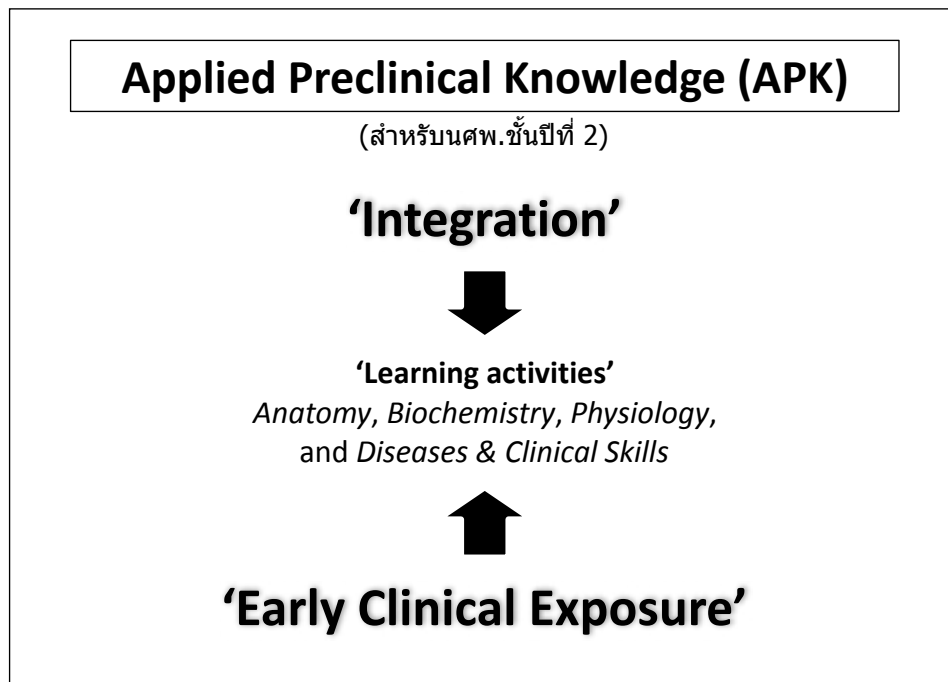 Applied Preclinical Knowledge (APK)
(สำหรับนศพ.ชั้นปีที่ 2)
‘Integration’
‘Learning activities’
Anatomy, Biochemistry, Physiology,
and Diseases & Clinical Skills
‘Early Clinical Exposure’